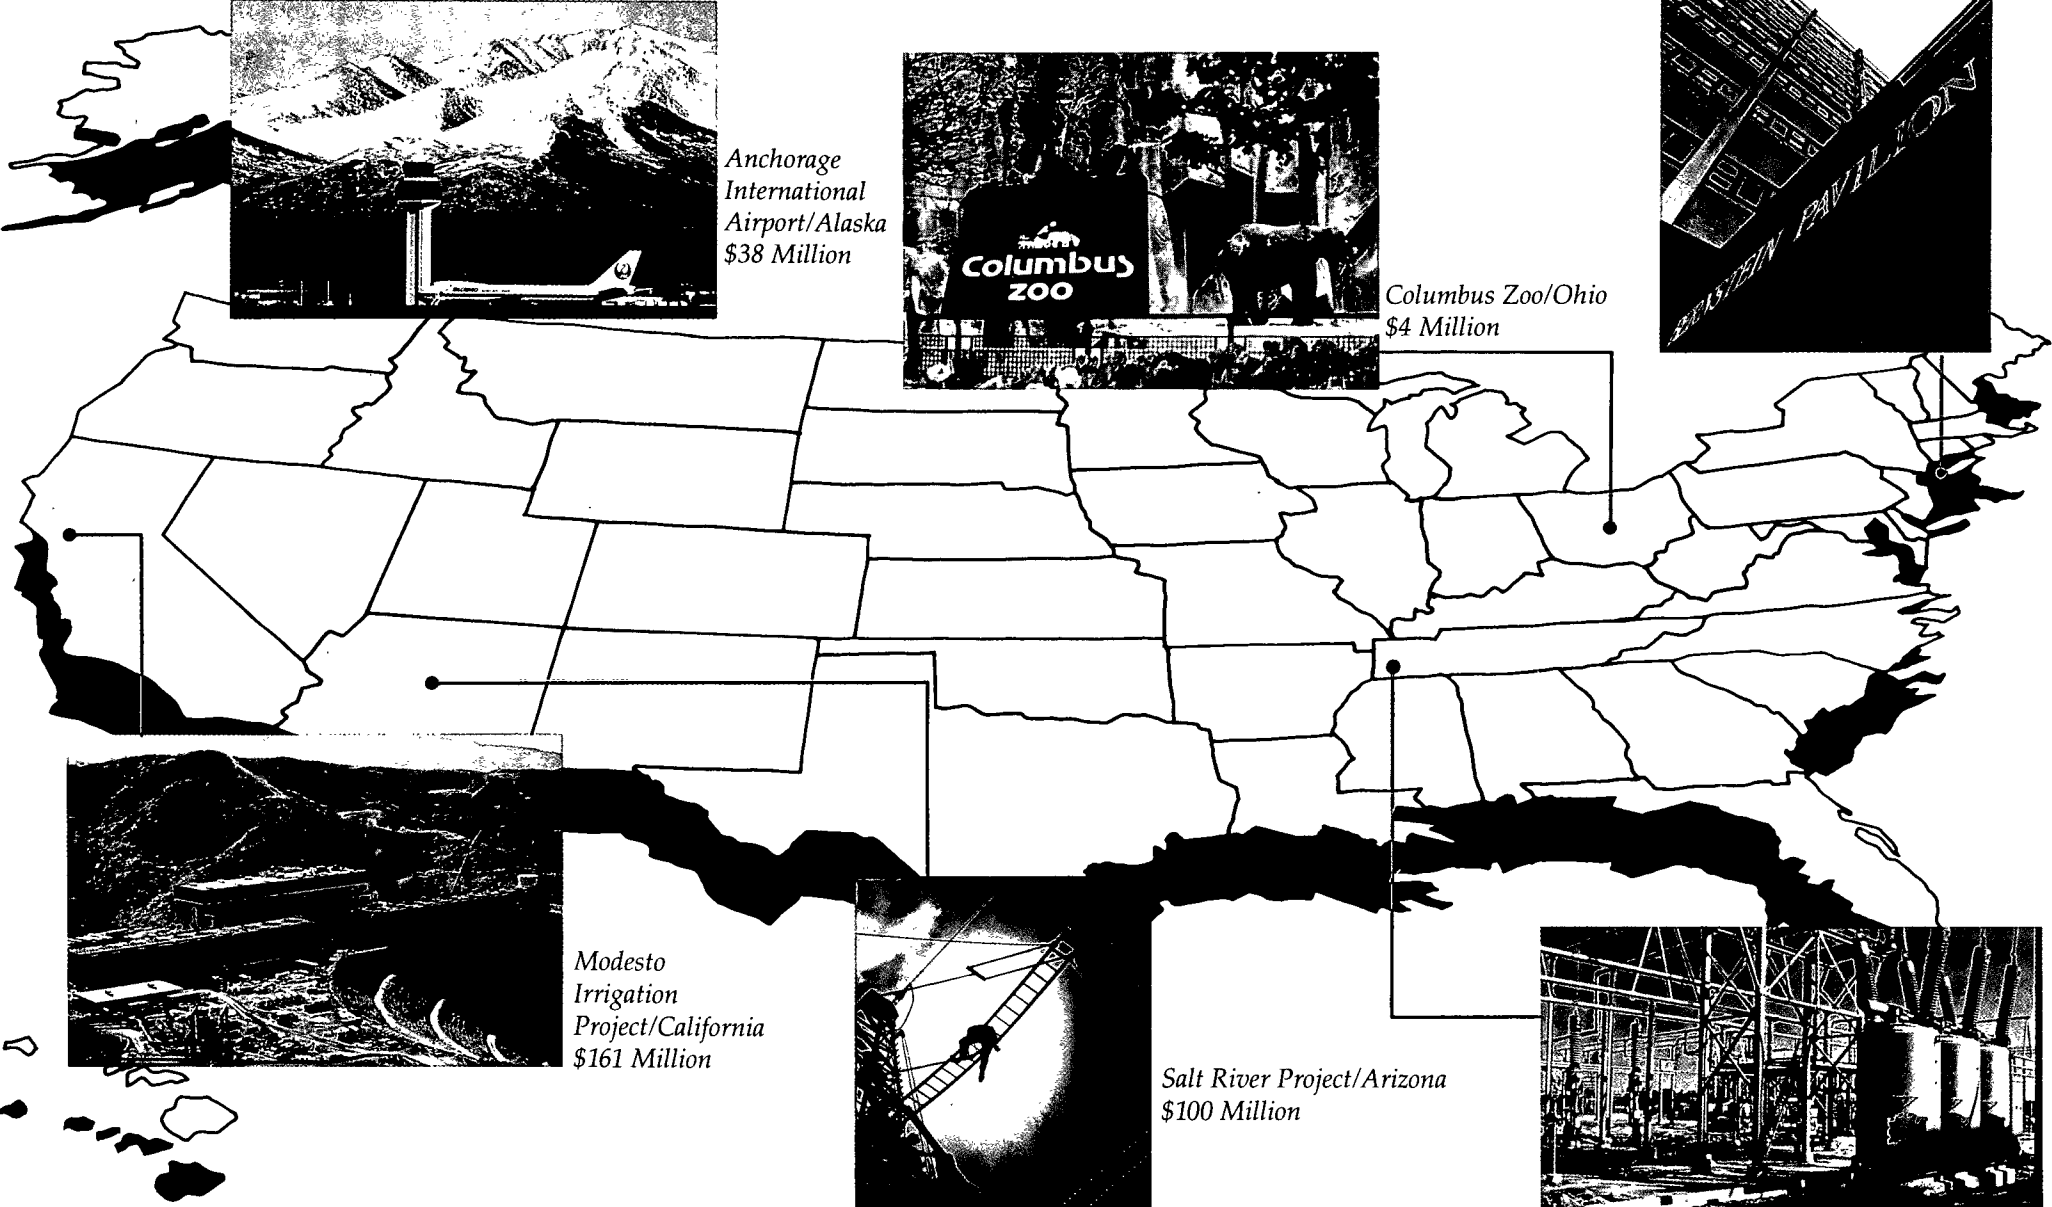 Anchorage
International
Airport/Alaska
$38 Million
Columbus
zoo
Columbus Zoo/Ohio
$4 Million
PAVILION
Modesto
Irrigation
Project/California
$161 Million
Salt River Project/Arizona
$100 Million